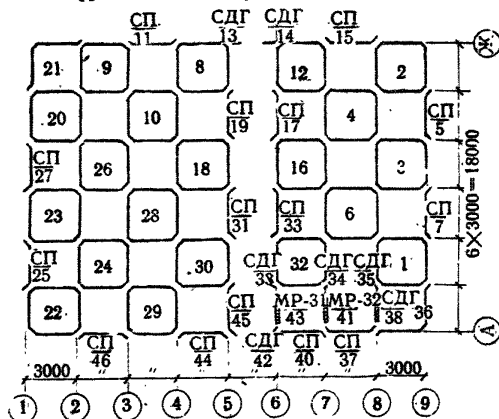 СП СДГ СДГ СП
11 13 14 15
21 9 8 12 2 Ж
20 10 СП 19 СП 17 4 СП 5
СП 27 26 18 16 3
23 28 СП 31 СП 33 6 СП 7
СП 25 24 30 СДГ 32 СДГ 34 СДГ 35 1
22 29 СП 45 МР-3 43 МР-32 41 СДГ 38 36 А
СП 46 СП 44 СДГ 42 СП 40 СП 37
3000 " " " " " 3000
1 2 3 4 5 6 7 8 9
6×3000=18000